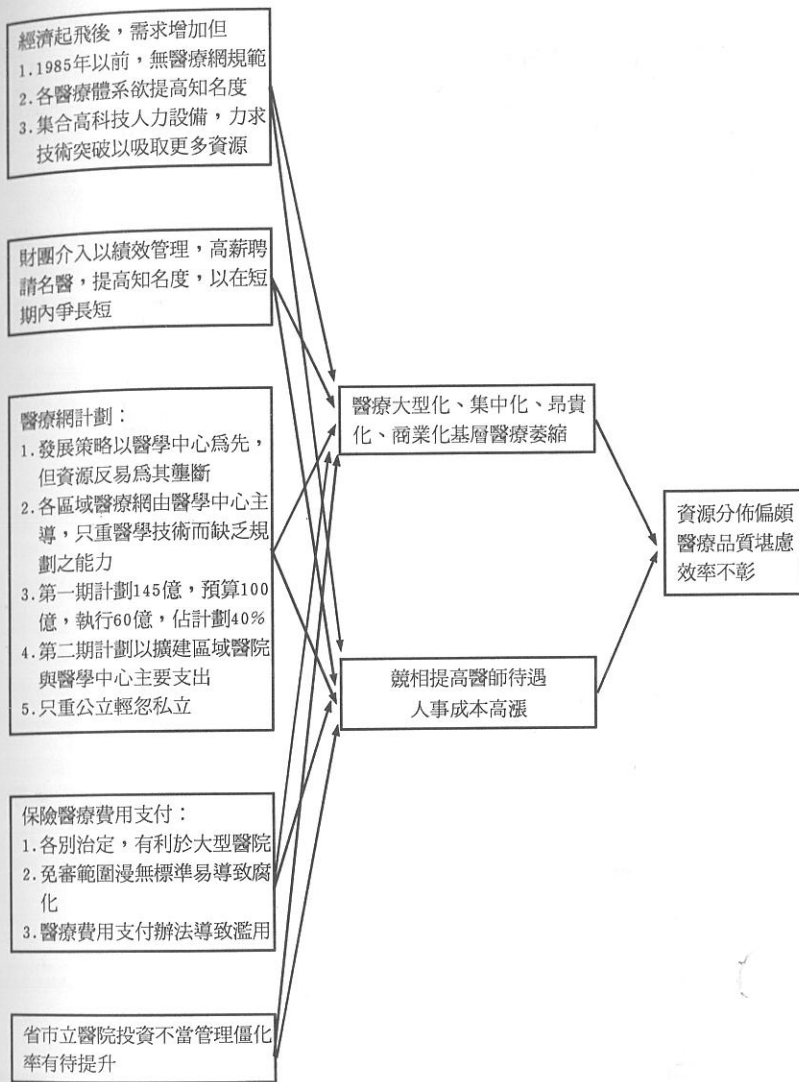 經濟起飛後，需求增加但
1.1985年以前，無醫療網規範
2.各醫療體系欲提高知名度
3.集合高科技人力設備，力求
技術突破以吸取更多資源
財團介入以績效管理，高薪聘
請名醫，提高知名度，以在短
期內爭長短
醫療網計劃：
1.發展策略以醫學中心爲先，
但資源反易爲其壟斷
2.各區域醫療網由醫學中心主
導，只重醫學技術而缺乏規
劃之能力
3.第一期計劃145億，預算100
億，執行60億，佔計劃40%
4.第二期計劃以擴建區域醫院
與醫學中心主要支出
5.只重公立輕忽私立
保險醫療費用支付：
1.各別治定，有利於大型醫院
2.免審範圍漫無標準易導致腐
化
3.醫療費用支付辦法導致濫用
省市立醫院投資不當管理僵化
率有待提升
醫療大型化、集中化、昂貴
化、商業化基層醫療萎縮
競相提高醫師待遇
人事成本高漲
資源分佈偏頗
醫療品質堪慮
效率不彰